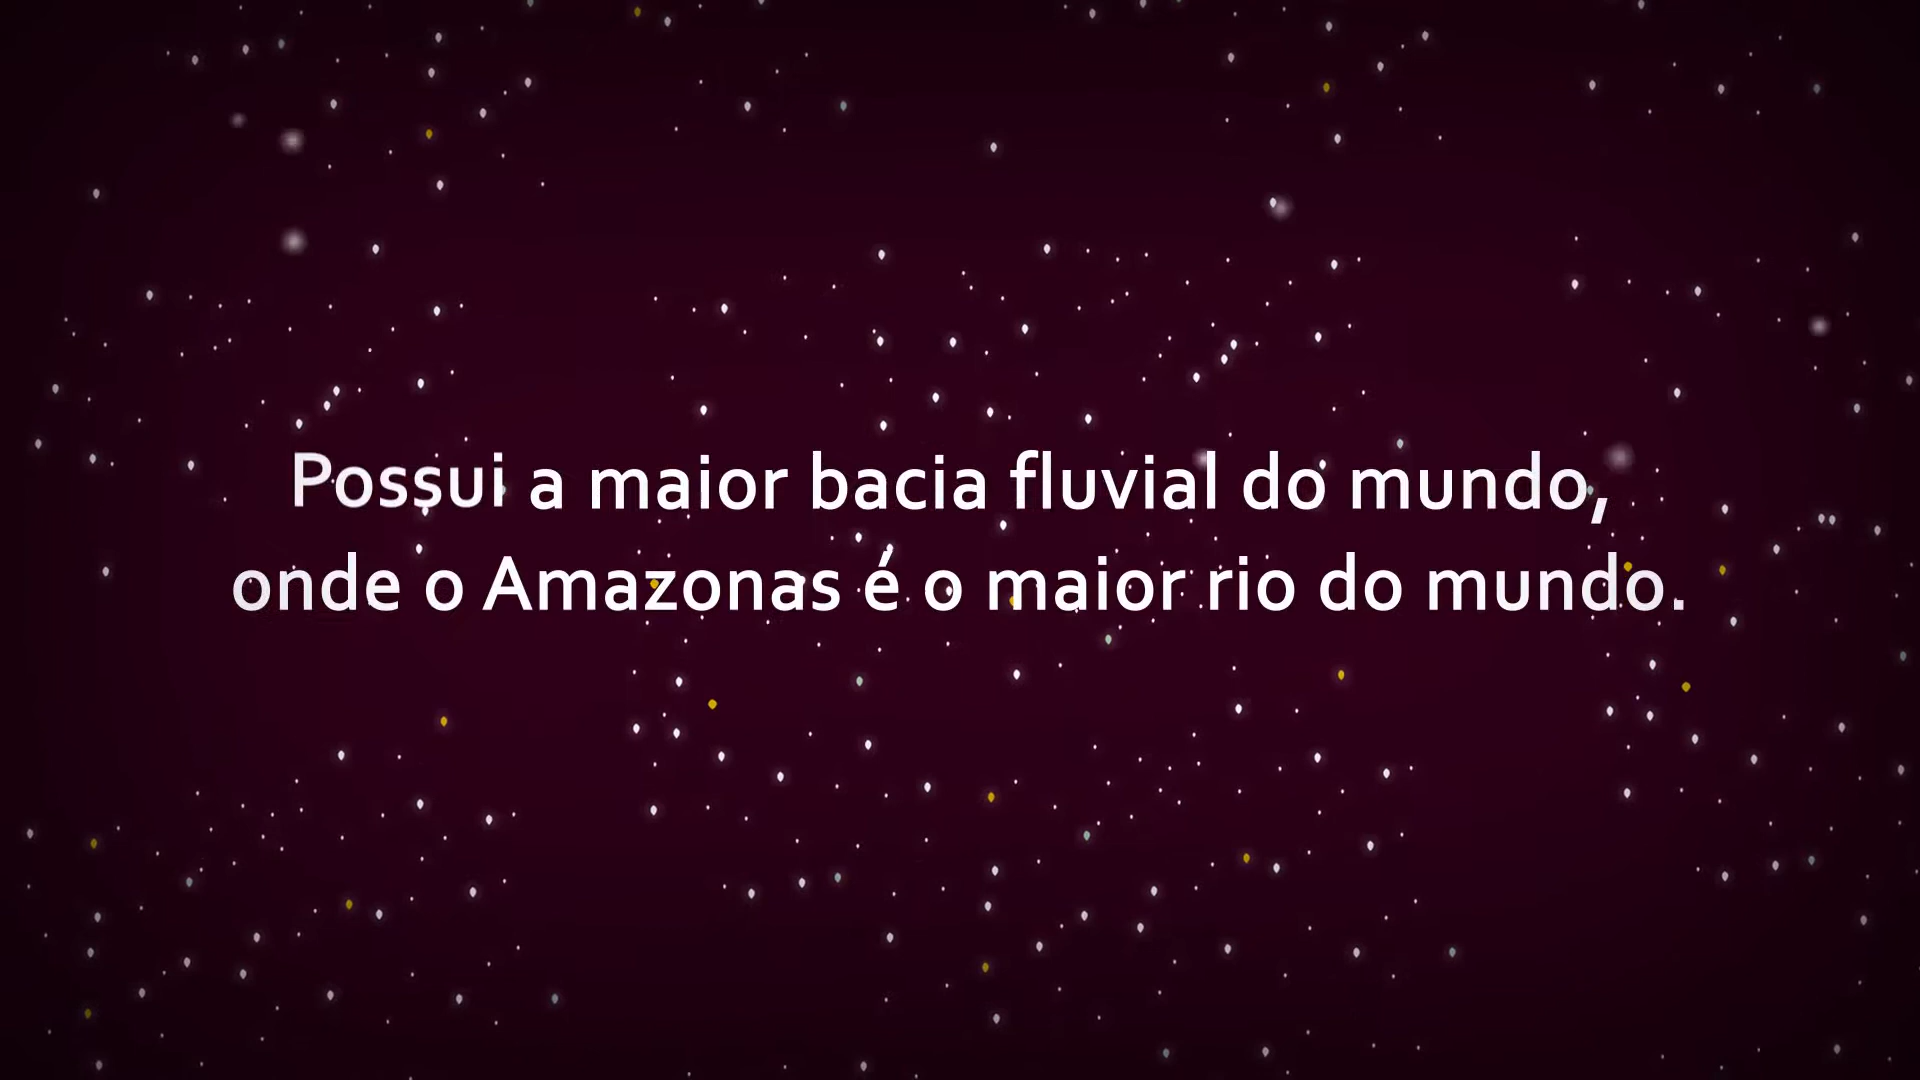 Possui a maior bacia fluvial do mundo,
onde o Amazonas é o maior rio do mundo.